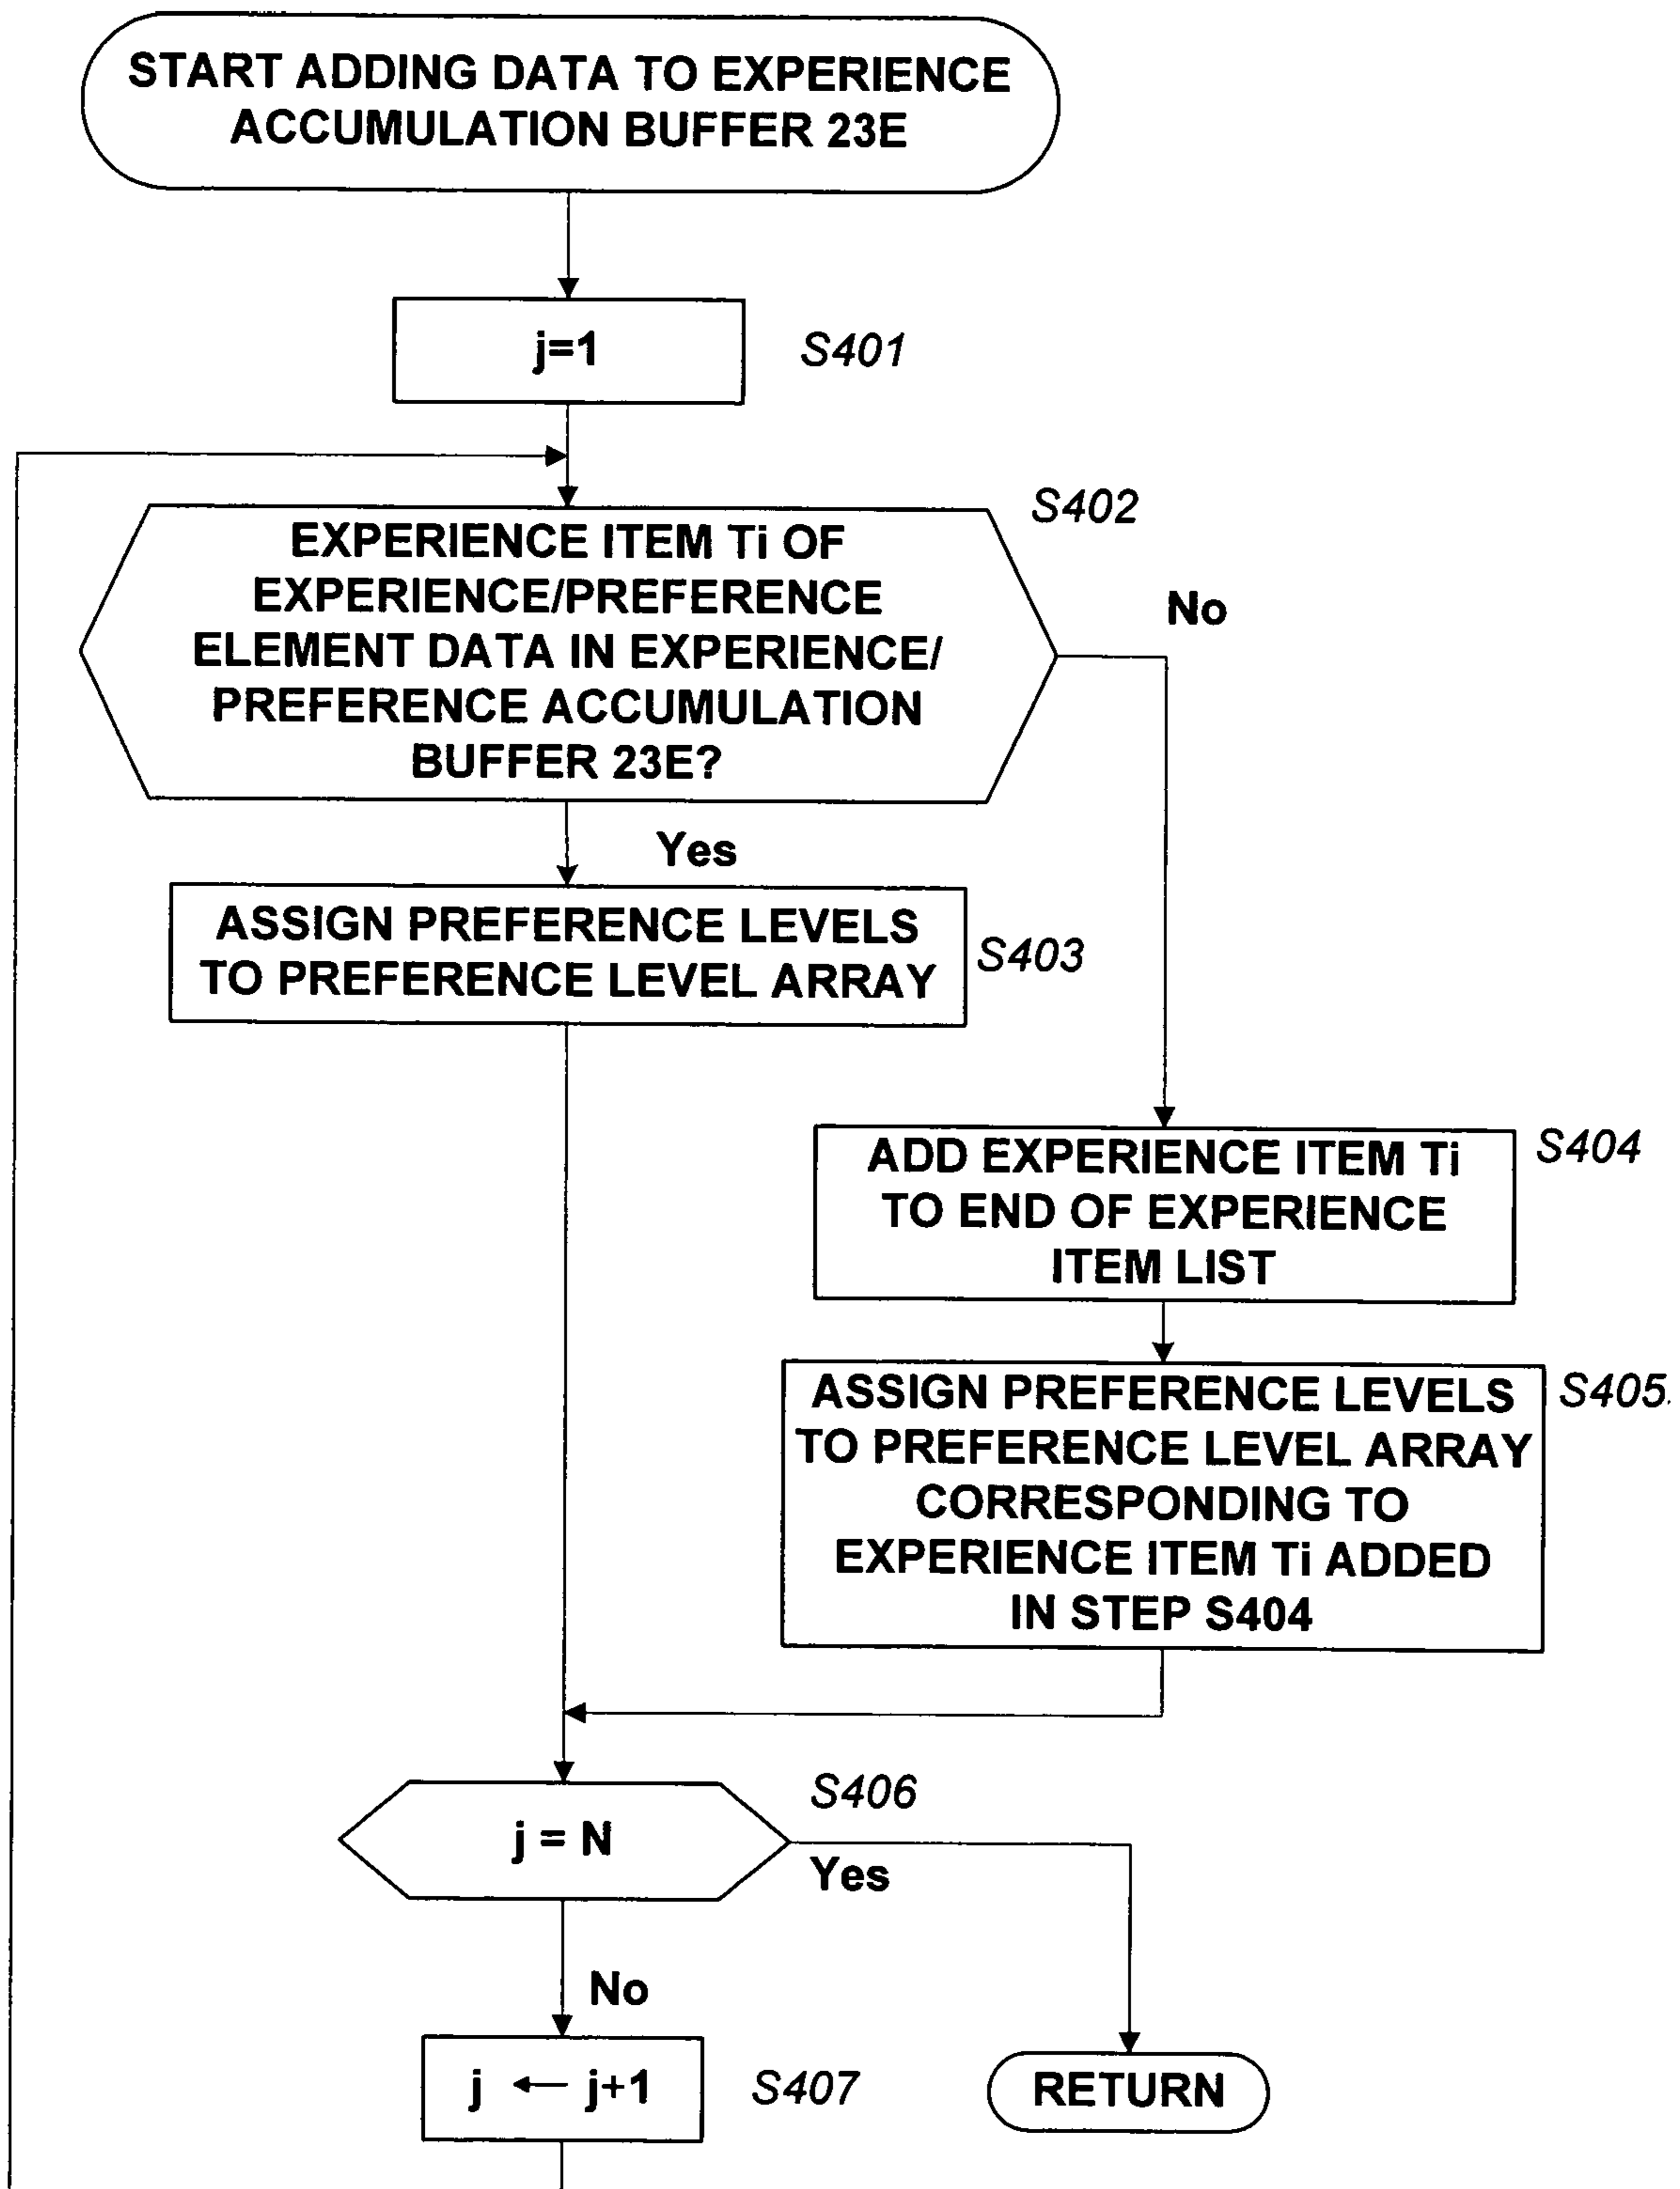 START ADDING DATA TO EXPERIENCE
ACCUMULATION BUFFER 23E
j=1
S401
S402
EXPERIENCE ITEM Ti OF
EXPERIENCE/PREFERENCE
ELEMENT DATA IN EXPERIENCE/
PREFERENCE ACCUMULATION
BUFFER 23E?
No
Yes
ASSIGN PREFERENCE LEVELS
TO PREFERENCE LEVEL ARRAY
S403
S404
ADD EXPERIENCE ITEM Ti
TO END OF EXPERIENCE
ITEM LIST
S405
ASSIGN PREFERENCE LEVELS
TO PREFERENCE LEVEL ARRAY
CORRESPONDING TO
EXPERIENCE ITEM Ti ADDED
IN STEP S404
S406
j = N
Yes
No
j ← j+1
S407
RETURN